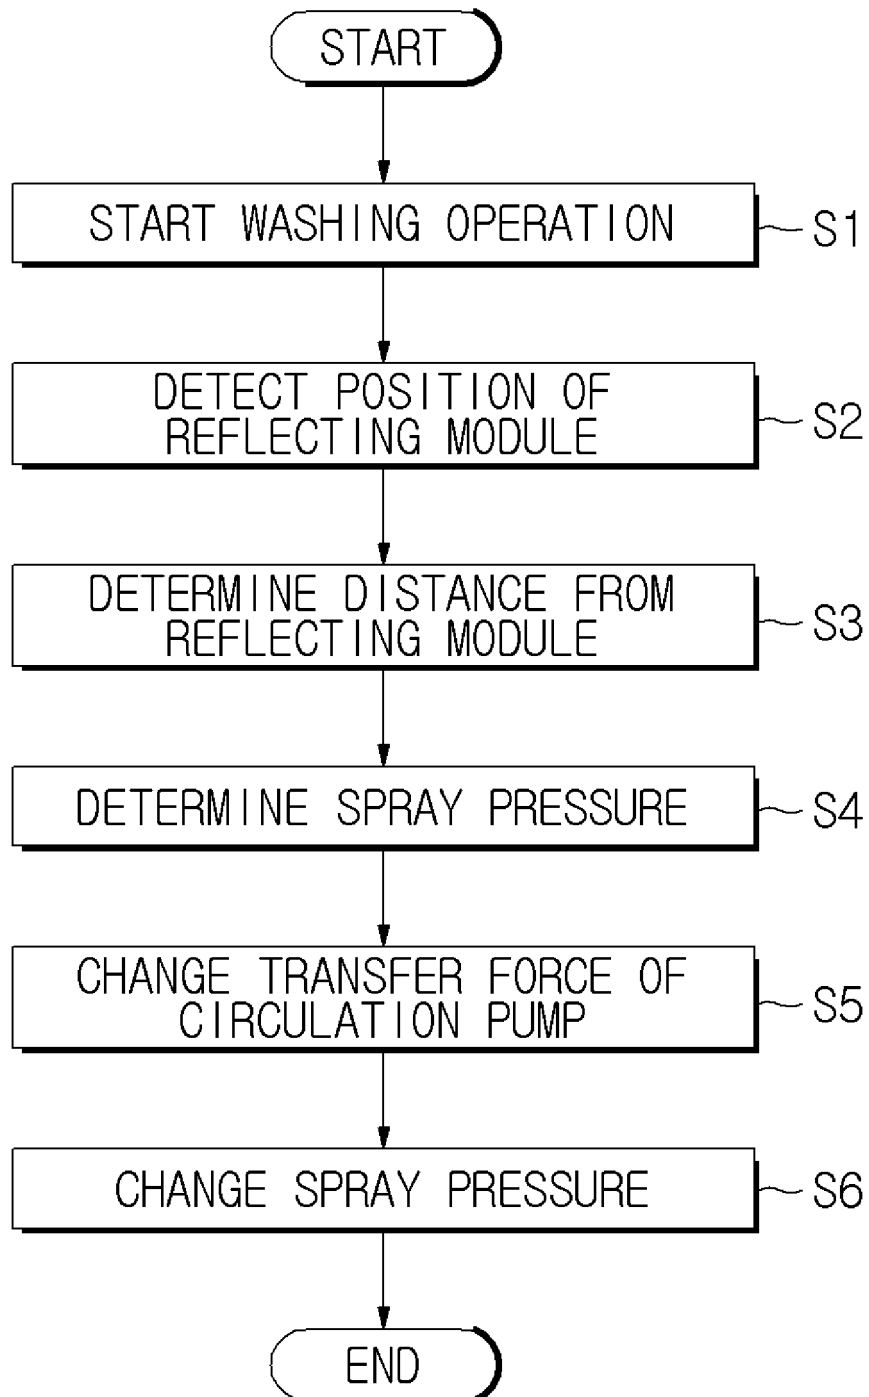 START
START WASHING OPERATION
S1
DETECT POSITION OF
REFLECTING MODULE
S2
DETERMINE DISTANCE FROM
REFLECTING MODULE
S3
DETERMINE SPRAY PRESSURE
S4
CHANGE TRANSFER FORCE OF
CIRCULATION PUMP
S5
CHANGE SPRAY PRESSURE
S6
END